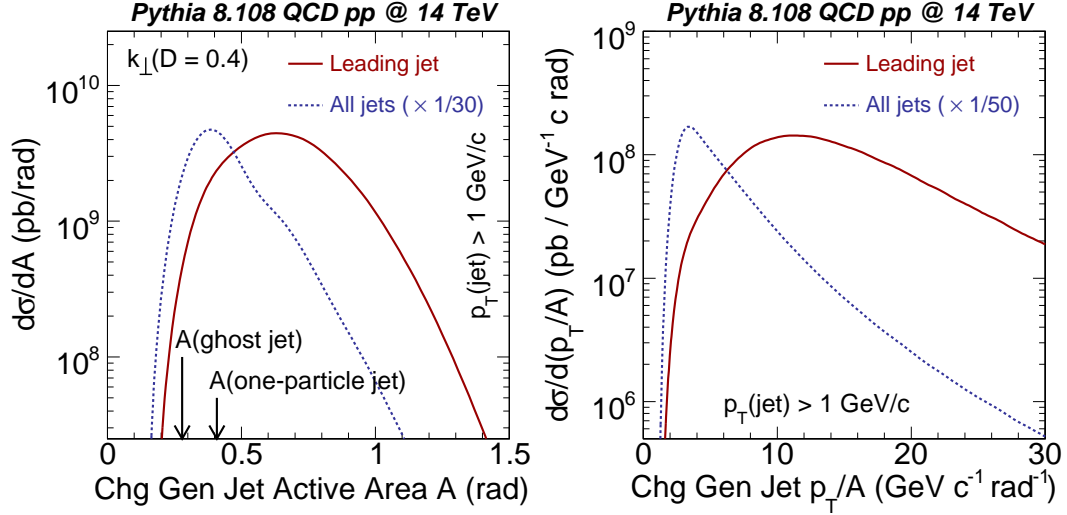 Pythia 8.108 QCD pp @ 14 TeV
k⊥(D = 0.4)
Leading jet
All jets ( × 1/30)
p_T(jet) > 1 GeV/c
A(ghost jet)
A(one-particle jet)
dσ/dA (pb/rad)
10^10
10^9
10^8
0 0.5 1 1.5
Chg Gen Jet Active Area A (rad)
Pythia 8.108 QCD pp @ 14 TeV
Leading jet
All jets ( × 1/50)
p_T(jet) > 1 GeV/c
dσ/d(p_T/A) (pb / GeV^-1 c rad)
10^9
10^8
10^7
10^6
0 10 20 30
Chg Gen Jet p_T/A (GeV c^-1 rad^-1)